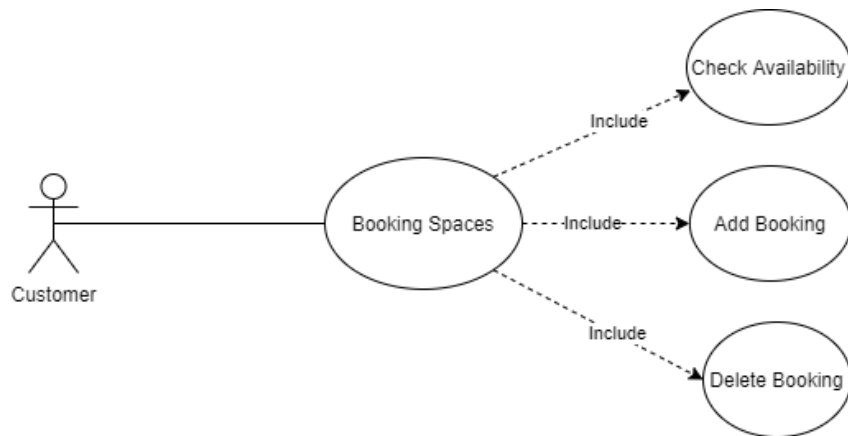 Check Availability
Include
Booking Spaces
Include
Add Booking
Customer
Include
Delete Booking